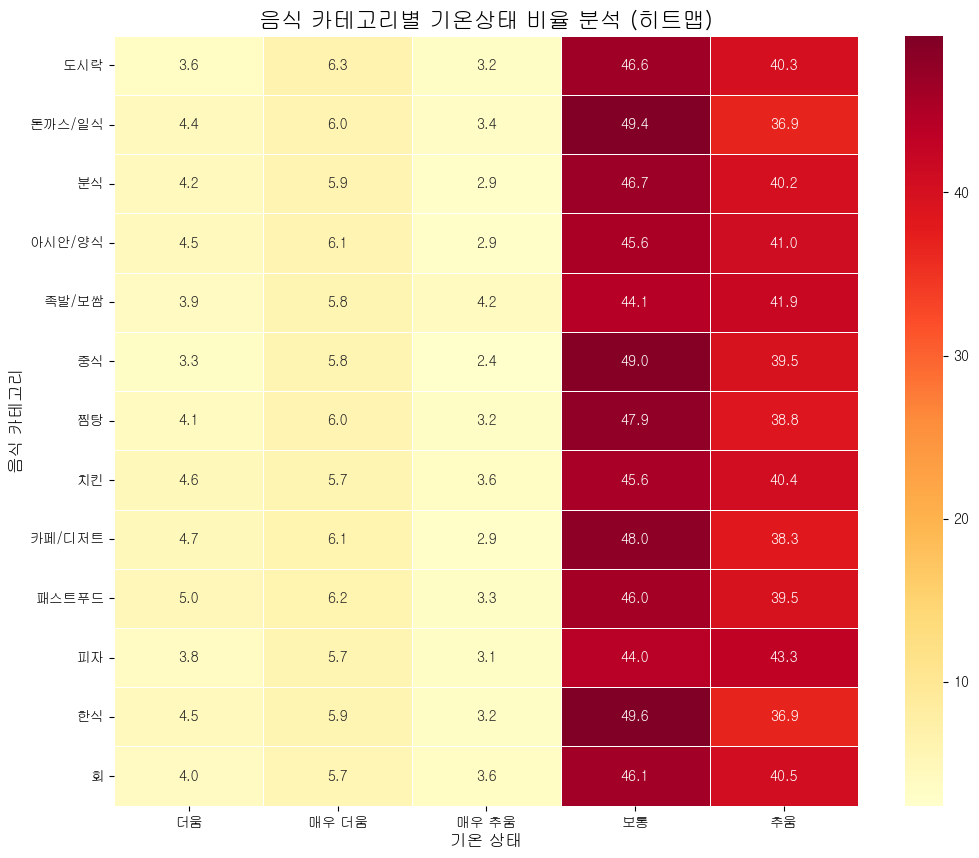 음식 카테고리별 기온상태 비율 분석 (히트맵)
음식 카테고리
도시락 3.6 6.3 3.2 46.6 40.3
돈까스/일식 4.4 6.0 3.4 49.4 36.9
분식 4.2 5.9 2.9 46.7 40.2
아시안/양식 4.5 6.1 2.9 45.6 41.0
족발/보쌈 3.9 5.8 4.2 44.1 41.9
중식 3.3 5.8 2.4 49.0 39.5
찜탕 4.1 6.0 3.2 47.9 38.8
치킨 4.6 5.7 3.6 45.6 40.4
카페/디저트 4.7 6.1 2.9 48.0 38.3
패스트푸드 5.0 6.2 3.3 46.0 39.5
피자 3.8 5.7 3.1 44.0 43.3
한식 4.5 5.9 3.2 49.6 36.9
회 4.0 5.7 3.6 46.1 40.5
더움 매우 더움 매우 추움 보통 추움
기온 상태
40
30
20
10